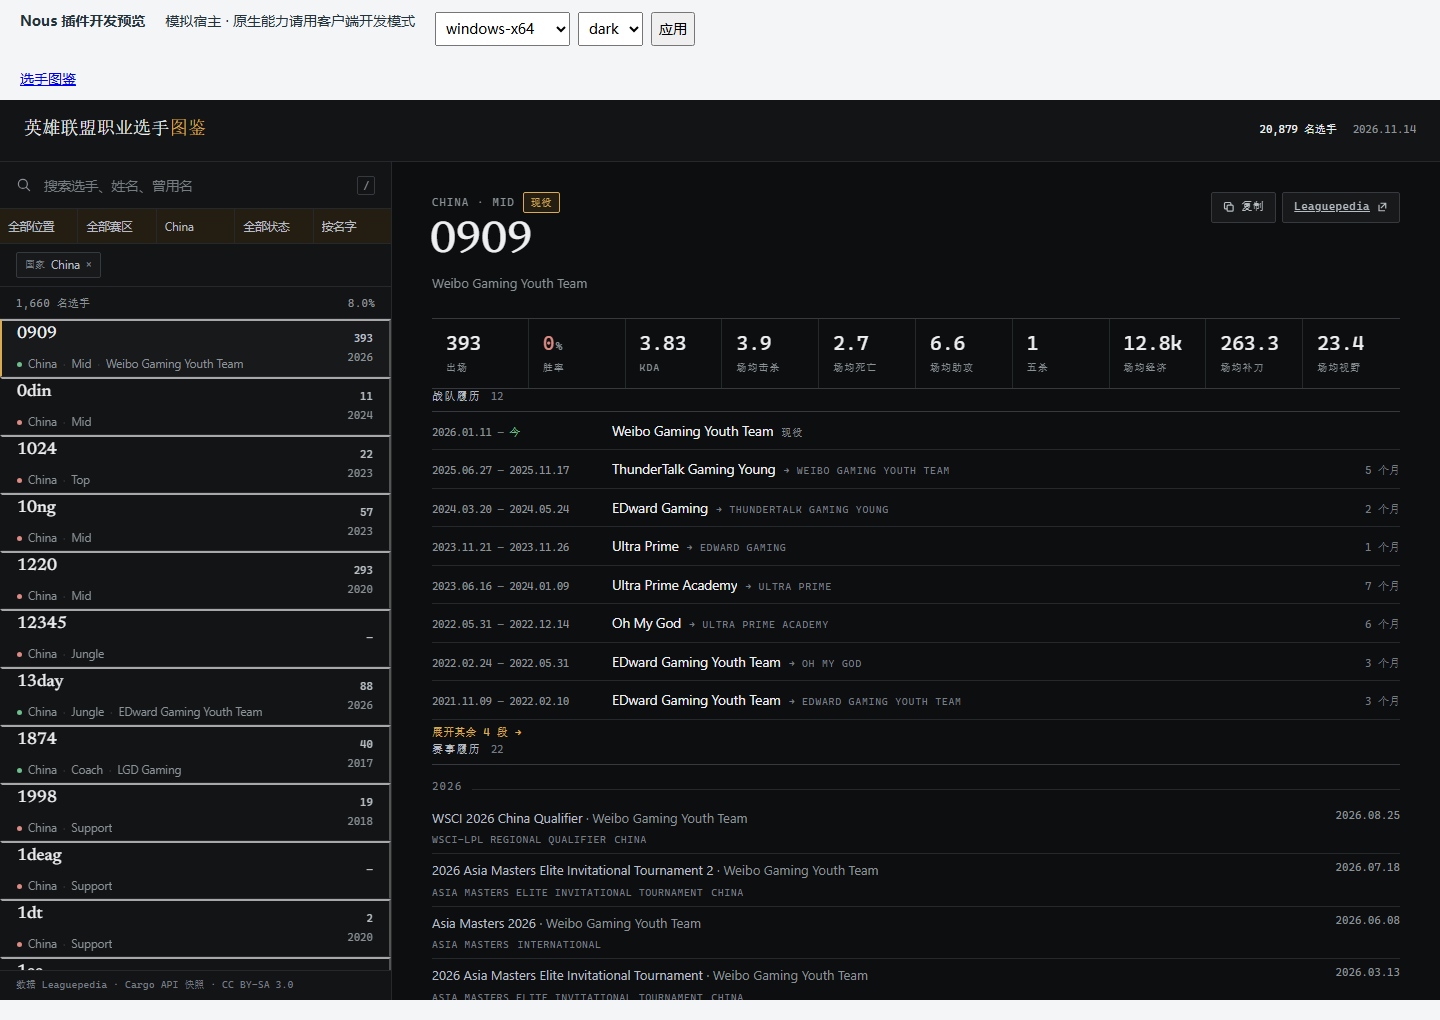 Nous 插件开发预览 模拟宿主 · 原生能力请用客户端开发模式 windows-x64 dark 应用
选手图鉴
英雄联盟职业选手图鉴
20,879 名选手 2026.11.14
搜索选手、姓名、曾用名 /
全部位置 全部赛区 China 全部状态 按名字
国家 China ×
1,660 名选手 8.0%
0909 393
China · Mid · Weibo Gaming Youth Team 2026
0din 11
China · Mid 2024
1024 22
China · Top 2023
10ng 57
China · Mid 2023
1220 293
China · Mid 2020
12345 —
China · Jungle
13day 88
China · Jungle · EDward Gaming Youth Team 2026
1874 40
China · Coach · LGD Gaming 2017
1998 19
China · Support 2018
1deag —
China · Support
1dt 2
China · Support 2020
数据 Leaguepedia · Cargo API 快照 · CC BY-SA 3.0
CHINA · MID 现役
复制 Leaguepedia
0909
Weibo Gaming Youth Team
393 0% 3.83 3.9 2.7 6.6 1 12.8k 263.3 23.4
出场 胜率 KDA 场均击杀 场均死亡 场均助攻 五杀 场均经济 场均补刀 场均视野
战队履历 12
2026.01.11 — 今 Weibo Gaming Youth Team 现役
2025.06.27 — 2025.11.17 ThunderTalk Gaming Young → WEIBO GAMING YOUTH TEAM 5 个月
2024.03.20 — 2024.05.24 EDward Gaming → THUNDERTALK GAMING YOUNG 2 个月
2023.11.21 — 2023.11.26 Ultra Prime → EDWARD GAMING 1 个月
2023.06.16 — 2024.01.09 Ultra Prime Academy → ULTRA PRIME 7 个月
2022.05.31 — 2022.12.14 Oh My God → ULTRA PRIME ACADEMY 6 个月
2022.02.24 — 2022.05.31 EDward Gaming Youth Team → OH MY GOD 3 个月
2021.11.09 — 2022.02.10 EDward Gaming Youth Team → EDWARD GAMING YOUTH TEAM 3 个月
展开其余 4 段 →
赛事履历 22
2026
WSCI 2026 China Qualifier · Weibo Gaming Youth Team 2026.08.25
WSCI-LPL REGIONAL QUALIFIER CHINA
2026 Asia Masters Elite Invitational Tournament 2 · Weibo Gaming Youth Team 2026.07.18
ASIA MASTERS ELITE INVITATIONAL TOURNAMENT CHINA
Asia Masters 2026 · Weibo Gaming Youth Team 2026.06.08
ASIA MASTERS INTERNATIONAL
2026 Asia Masters Elite Invitational Tournament · Weibo Gaming Youth Team 2026.03.13
ASIA MASTERS ELITE INVITATIONAL TOURNAMENT CHINA